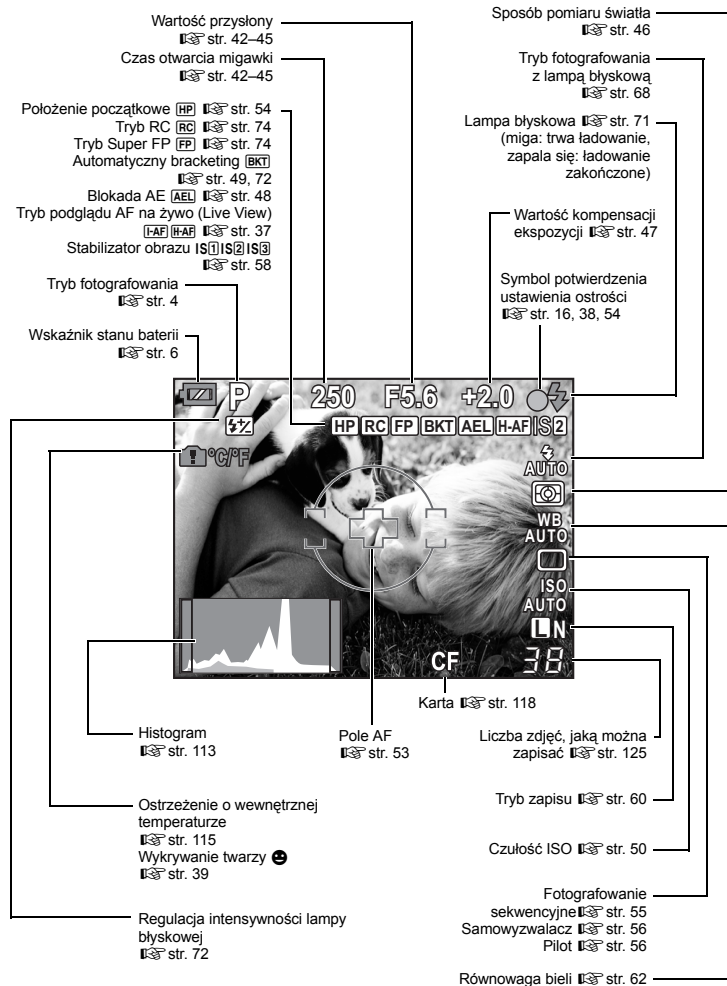 Wartość przysłony
☞ str. 42–45
Czas otwarcia migawki
☞ str. 42–45
Położenie początkowe HP ☞ str. 54
Tryb RC RC ☞ str. 74
Tryb Super FP FP ☞ str. 74
Automatyczny bracketing BKT
☞ str. 49, 72
Blokada AE AEL ☞ str. 48
Tryb podglądu AF na żywo (Live View)
I-AF H-AF ☞ str. 37
Stabilizator obrazu IS1 IS2 IS3
☞ str. 58
Tryb fotografowania
☞ str. 4
Wskaźnik stanu baterii
☞ str. 6
Sposób pomiaru światła
☞ str. 46
Tryb fotografowania
z lampą błyskową
☞ str. 68
Lampa błyskowa ☞ str. 71
(miga: trwa ładowanie,
zapala się: ładowanie
zakończone)
Wartość kompensacji
ekspozycji ☞ str. 47
Symbol potwierdzenia
ustawienia ostrości
☞ str. 16, 38, 54
P 250 F5.6 +2.0
HP RC FP BKT AEL H-AF IS2
°C/°F
AUTO
WB
AUTO
ISO
AUTO
L N
CF 38
Karta ☞ str. 118
Histogram
☞ str. 113
Pole AF
☞ str. 53
Liczba zdjęć, jaką można
zapisać ☞ str. 125
Ostrzeżenie o wewnętrznej
temperaturze
☞ str. 115
Wykrywanie twarzy
☞ str. 39
Tryb zapisu ☞ str. 60
Czułość ISO ☞ str. 50
Regulacja intensywności lampy
błyskowej
☞ str. 72
Fotografowanie
sekwencyjne ☞ str. 55
Samowyzwalacz ☞ str. 56
Pilot ☞ str. 56
Równowaga bieli ☞ str. 62